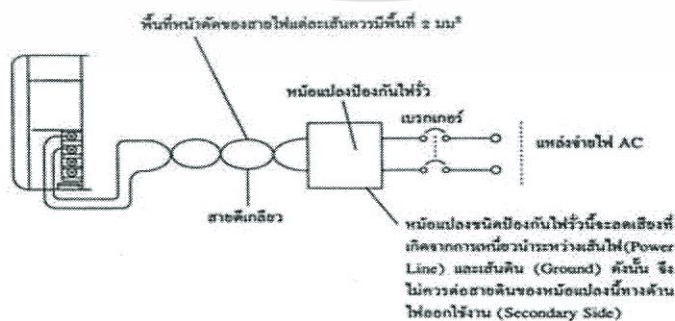 พื้นที่หน้าตัดของสายไฟแต่ละเส้นควรมีพื้นที่ 2 มม²
หม้อแปลงป้องกันไฟรั่ว
เบรกเกอร์
แหล่งจ่ายไฟ AC
สายตีเกลียว
หม้อแปลงชนิดป้องกันไฟรั่วนี้จะลดเสียงที่
เกิดจากการเหนี่ยวนำระหว่างเส้นไฟ(Power
Line) และเส้นดิน (Ground) ดังนั้น จึง
ไม่ควรต่อสายดินของหม้อแปลงนี้ทางด้าน
ไฟออกใช้งาน (Secondary Side)